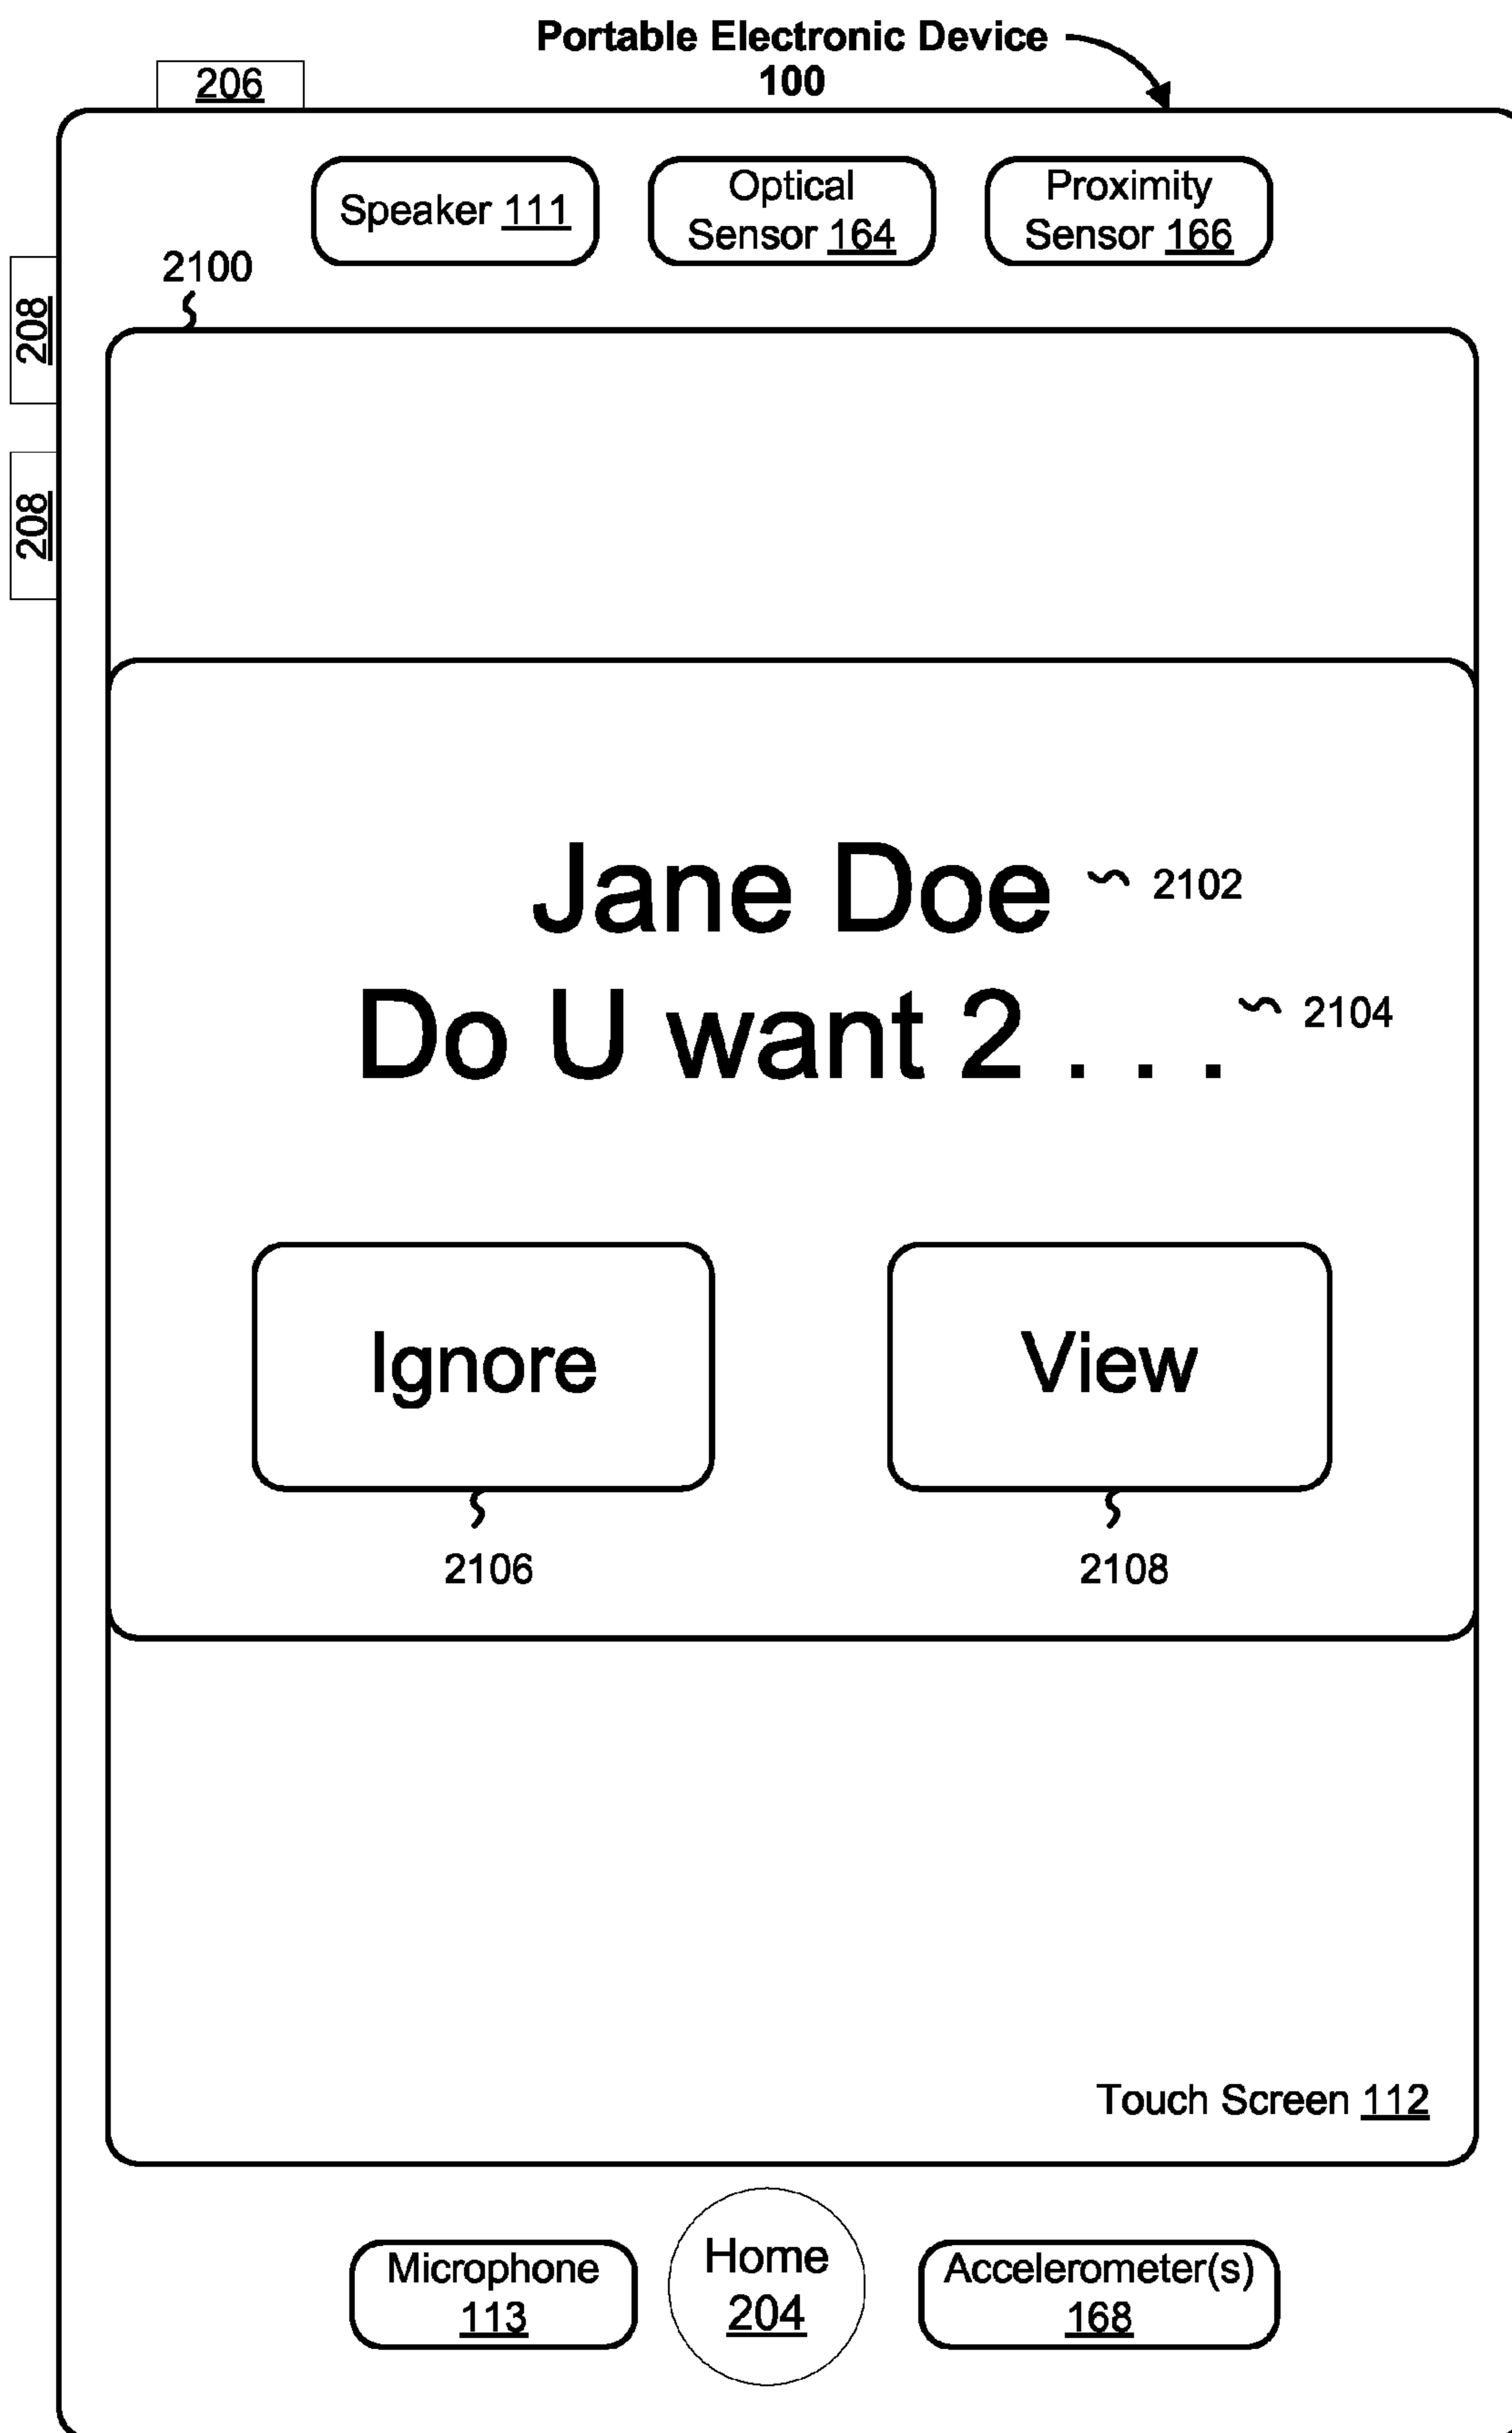 Portable Electronic Device
100
206
Speaker 111
Optical
Sensor 164
Proximity
Sensor 166
2100
208
208
Jane Doe
2102
Do U want 2 . . .
2104
Ignore
View
2106
2108
Touch Screen 112
Microphone
113
Home
204
Accelerometer(s)
168